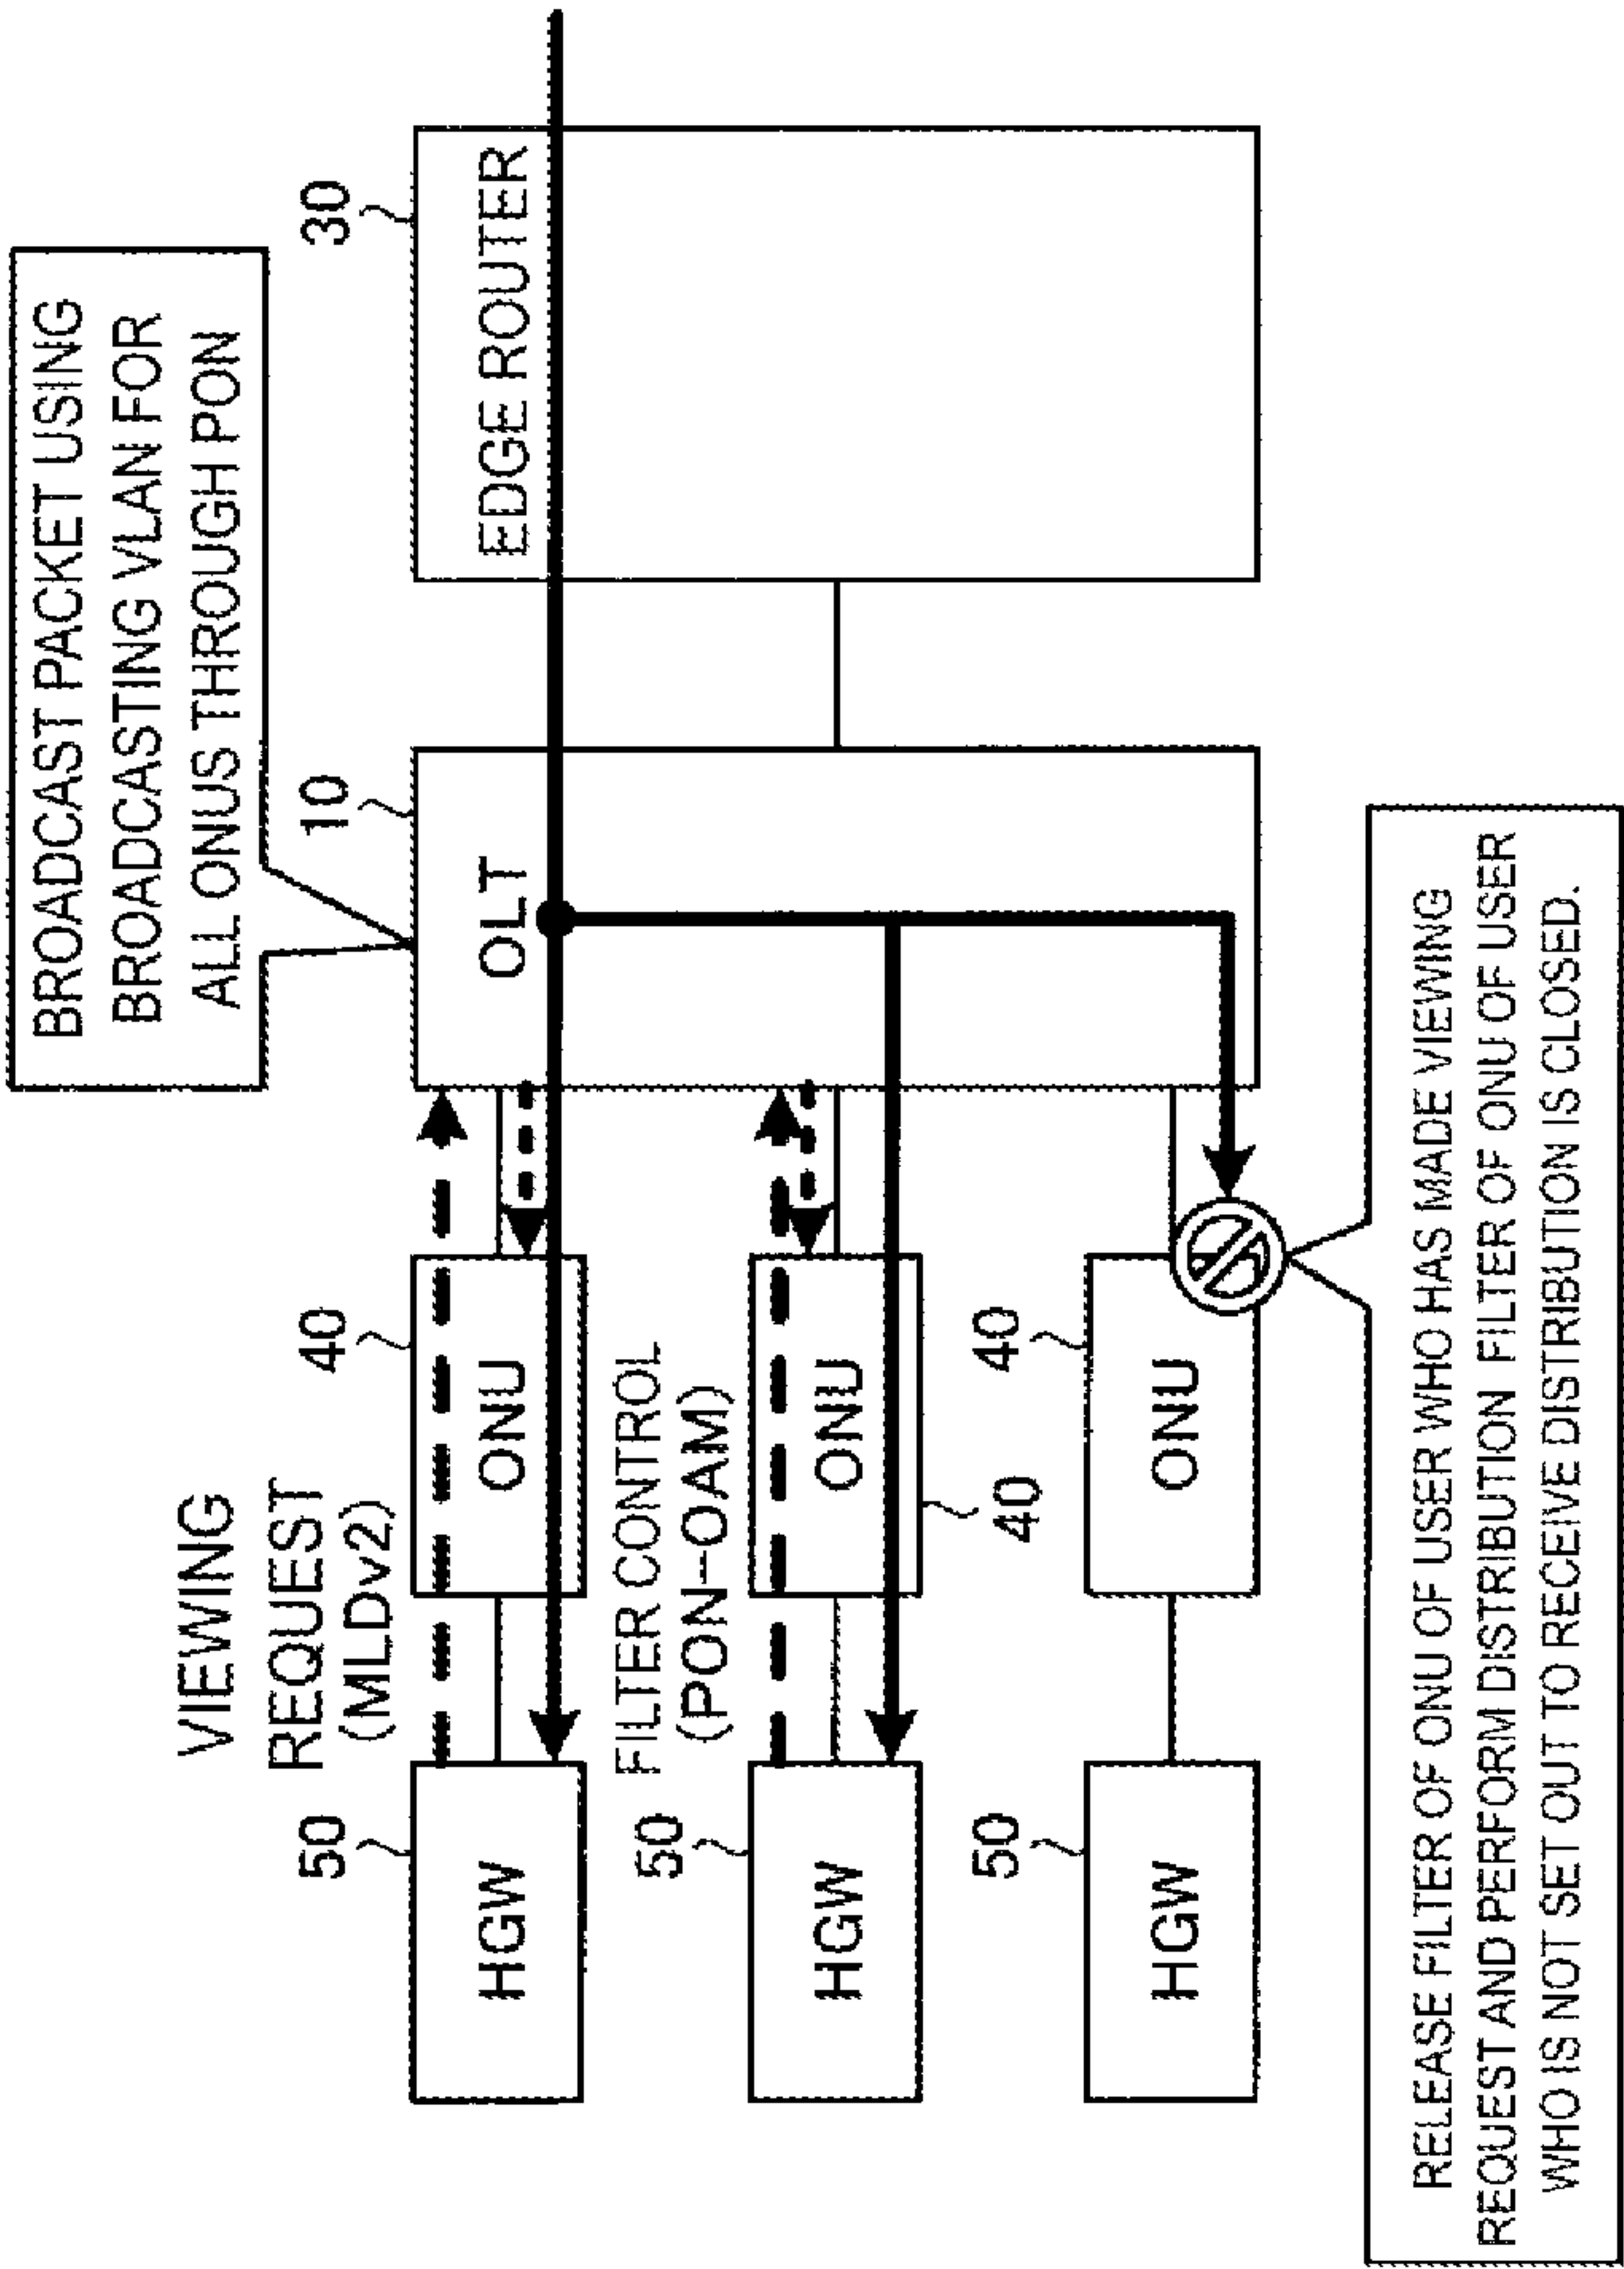 BROADCAST PACKET USING
BROADCASTING VLAN FOR
ALL ONUS THROUGH PON
VIEWING
REQUEST
(MLDv2)
50
40
10
30
HGW
ONU
OLT
EDGE ROUTER
FILTER CONTROL
(PON-OAM)
50
HGW
ONU
40
50
40
HGW
ONU
RELEASE FILTER OF ONU OF USER WHO HAS MADE VIEWING
REQUEST AND PERFORM DISTRIBUTION FILTER OF ONU OF USER
WHO IS NOT SET OUT TO RECEIVE DISTRIBUTION IS CLOSED.